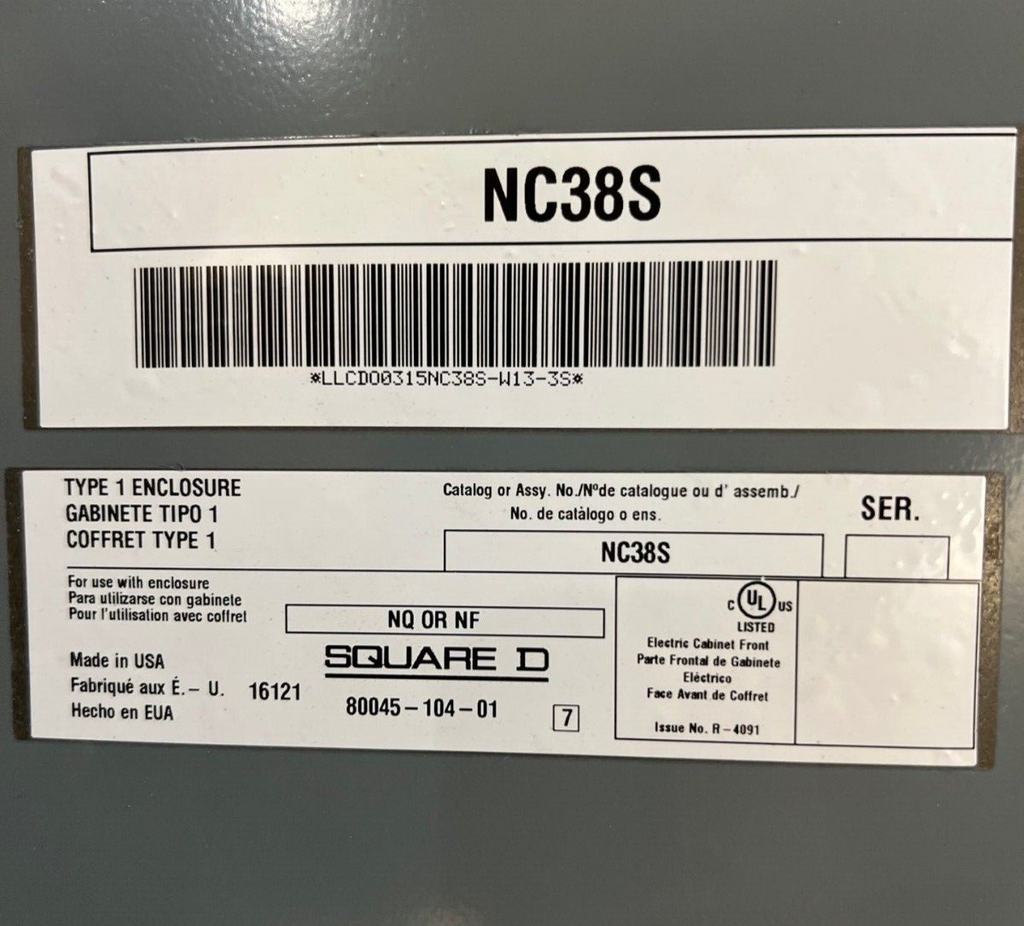 NC38S
*LLCDO0315NC38S-W13-3S*
TYPE 1 ENCLOSURE
GABINETE TIPO 1
COFFRET TYPE 1
Catalog or Assy. No./Nºde catalogue ou d' assemb./
No. de catàlogo o ens.
NC38S
SER.
For use with enclosure
Para utilizarse con gabinete
Pour l'utilisation avec coffret
NQ OR NF
Made in USA
Fabriqué aux É.- U. 16121
Hecho en EUA
SQUARE D
80045-104-01
7
C UL US
LISTED
Electric Cabinet Front
Parte Frontal de Gabinete
Elèctrico
Face Avant de Coffret
Issue No. R-4091